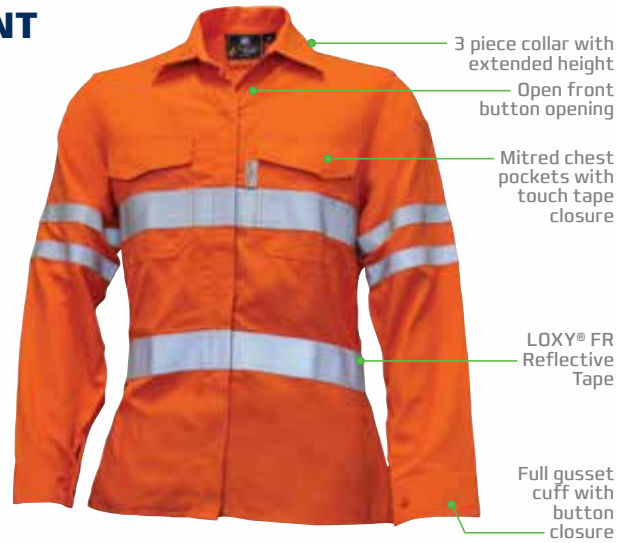 NT
3 piece collar with
extended height
Open front
button opening
Mitred chest
pockets with
touch tape
closure
LOXY® FR
Reflective
Tape
Full gusset
cuff with
button
closure